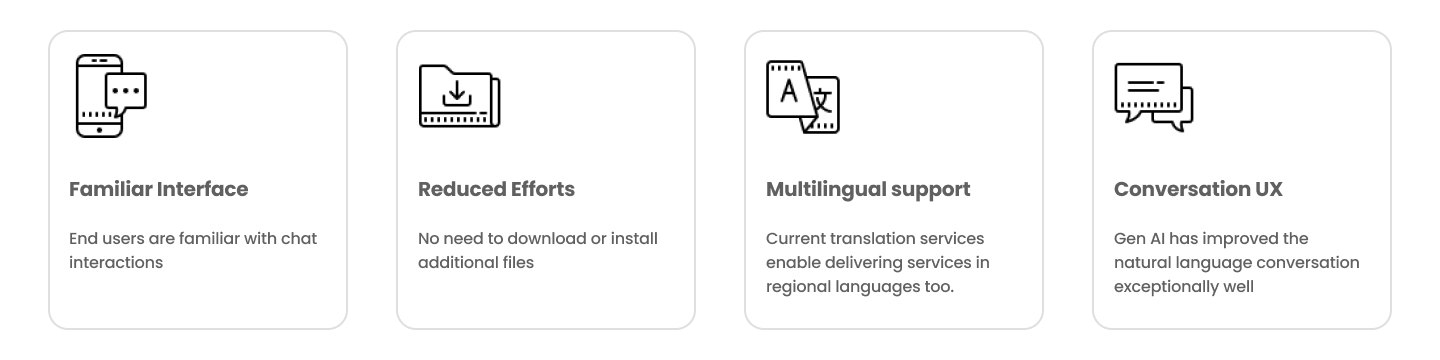 A
文
Familiar Interface
End users are familiar with chat
interactions
Reduced Efforts
No need to download or install
additional files
Multilingual support
Current translation services
enable delivering services in
regional languages too.
Conversation UX
Gen AI has improved the
natural language conversation
exceptionally well